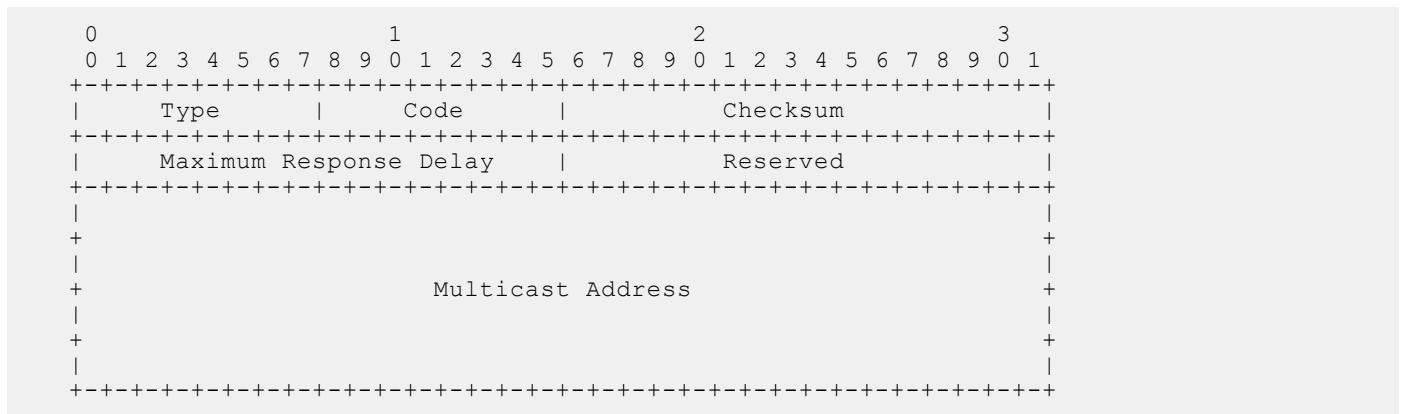 0                   1                   2                   3
 0 1 2 3 4 5 6 7 8 9 0 1 2 3 4 5 6 7 8 9 0 1 2 3 4 5 6 7 8 9 0 1
+-+-+-+-+-+-+-+-+-+-+-+-+-+-+-+-+-+-+-+-+-+-+-+-+-+-+-+-+-+-+-+-+
|     Type      |     Code      |          Checksum             |
+-+-+-+-+-+-+-+-+-+-+-+-+-+-+-+-+-+-+-+-+-+-+-+-+-+-+-+-+-+-+-+-+
|     Maximum Response Delay    |          Reserved             |
+-+-+-+-+-+-+-+-+-+-+-+-+-+-+-+-+-+-+-+-+-+-+-+-+-+-+-+-+-+-+-+-+
|                                                               |
+                                                               +
|                                                               |
+                       Multicast Address                       +
|                                                               |
+                                                               +
|                                                               |
+-+-+-+-+-+-+-+-+-+-+-+-+-+-+-+-+-+-+-+-+-+-+-+-+-+-+-+-+-+-+-+-+